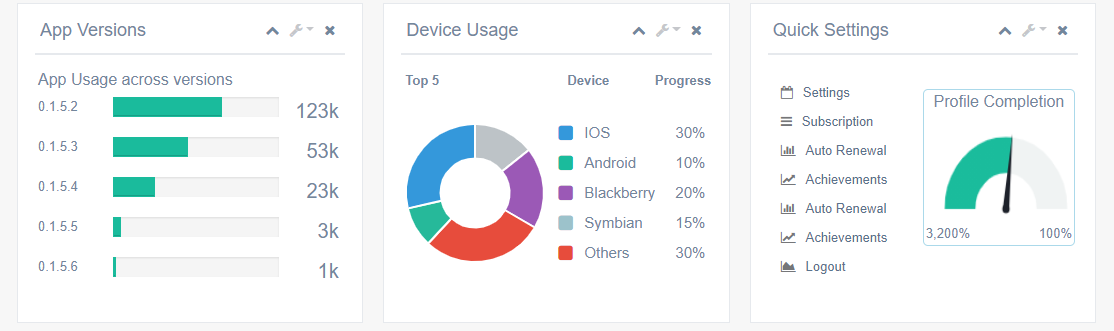 App Versions
App Usage across versions
0.1.5.2 123k
0.1.5.3 53k
0.1.5.4 23k
0.1.5.5 3k
0.1.5.6 1k
Device Usage
Top 5 Device Progress
IOS 30%
Android 10%
Blackberry 20%
Symbian 15%
Others 30%
Quick Settings
Settings
Subscription
Auto Renewal
Achievements
Auto Renewal
Achievements
Logout
Profile Completion
3,200% 100%